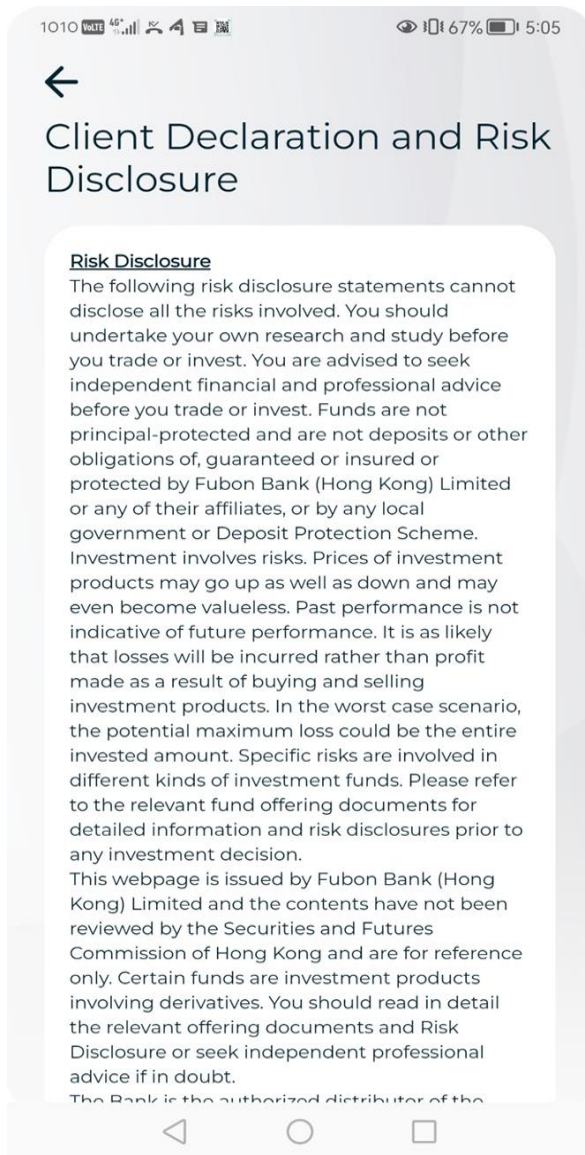 1010 VoLTE 4G+ 67% 5:05
Client Declaration and Risk
Disclosure
Risk Disclosure
The following risk disclosure statements cannot
disclose all the risks involved. You should
undertake your own research and study before
you trade or invest. You are advised to seek
independent financial and professional advice
before you trade or invest. Funds are not
principal-protected and are not deposits or other
obligations of, guaranteed or insured or
protected by Fubon Bank (Hong Kong) Limited
or any of their affiliates, or by any local
government or Deposit Protection Scheme.
Investment involves risks. Prices of investment
products may go up as well as down and may
even become valueless. Past performance is not
indicative of future performance. It is as likely
that losses will be incurred rather than profit
made as a result of buying and selling
investment products. In the worst case scenario,
the potential maximum loss could be the entire
invested amount. Specific risks are involved in
different kinds of investment funds. Please refer
to the relevant fund offering documents for
detailed information and risk disclosures prior to
any investment decision.
This webpage is issued by Fubon Bank (Hong
Kong) Limited and the contents have not been
reviewed by the Securities and Futures
Commission of Hong Kong and are for reference
only. Certain funds are investment products
involving derivatives. You should read in detail
the relevant offering documents and Risk
Disclosure or seek independent professional
advice if in doubt.
The Bank is the authorized distributor of the